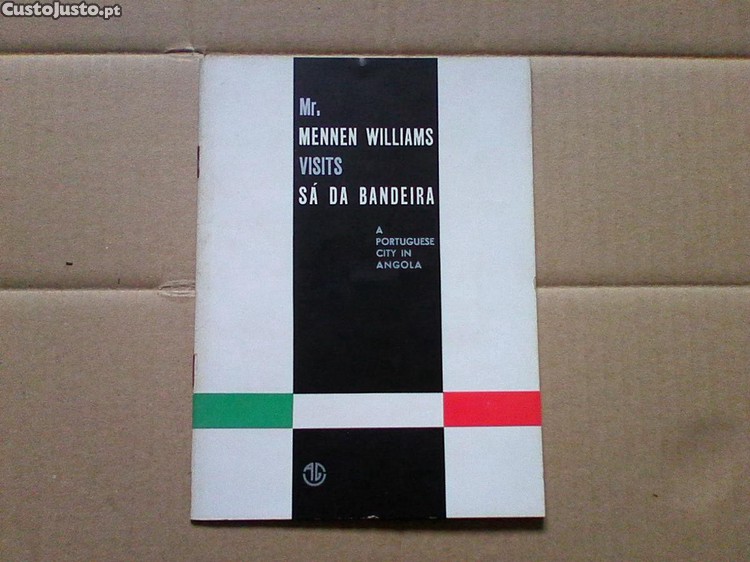 CustoJusto.pt
Mr.
MENNEN WILLIAMS
VISITS
SÁ DA BANDEIRA
A
PORTUGUESE
CITY IN
ANGOLA